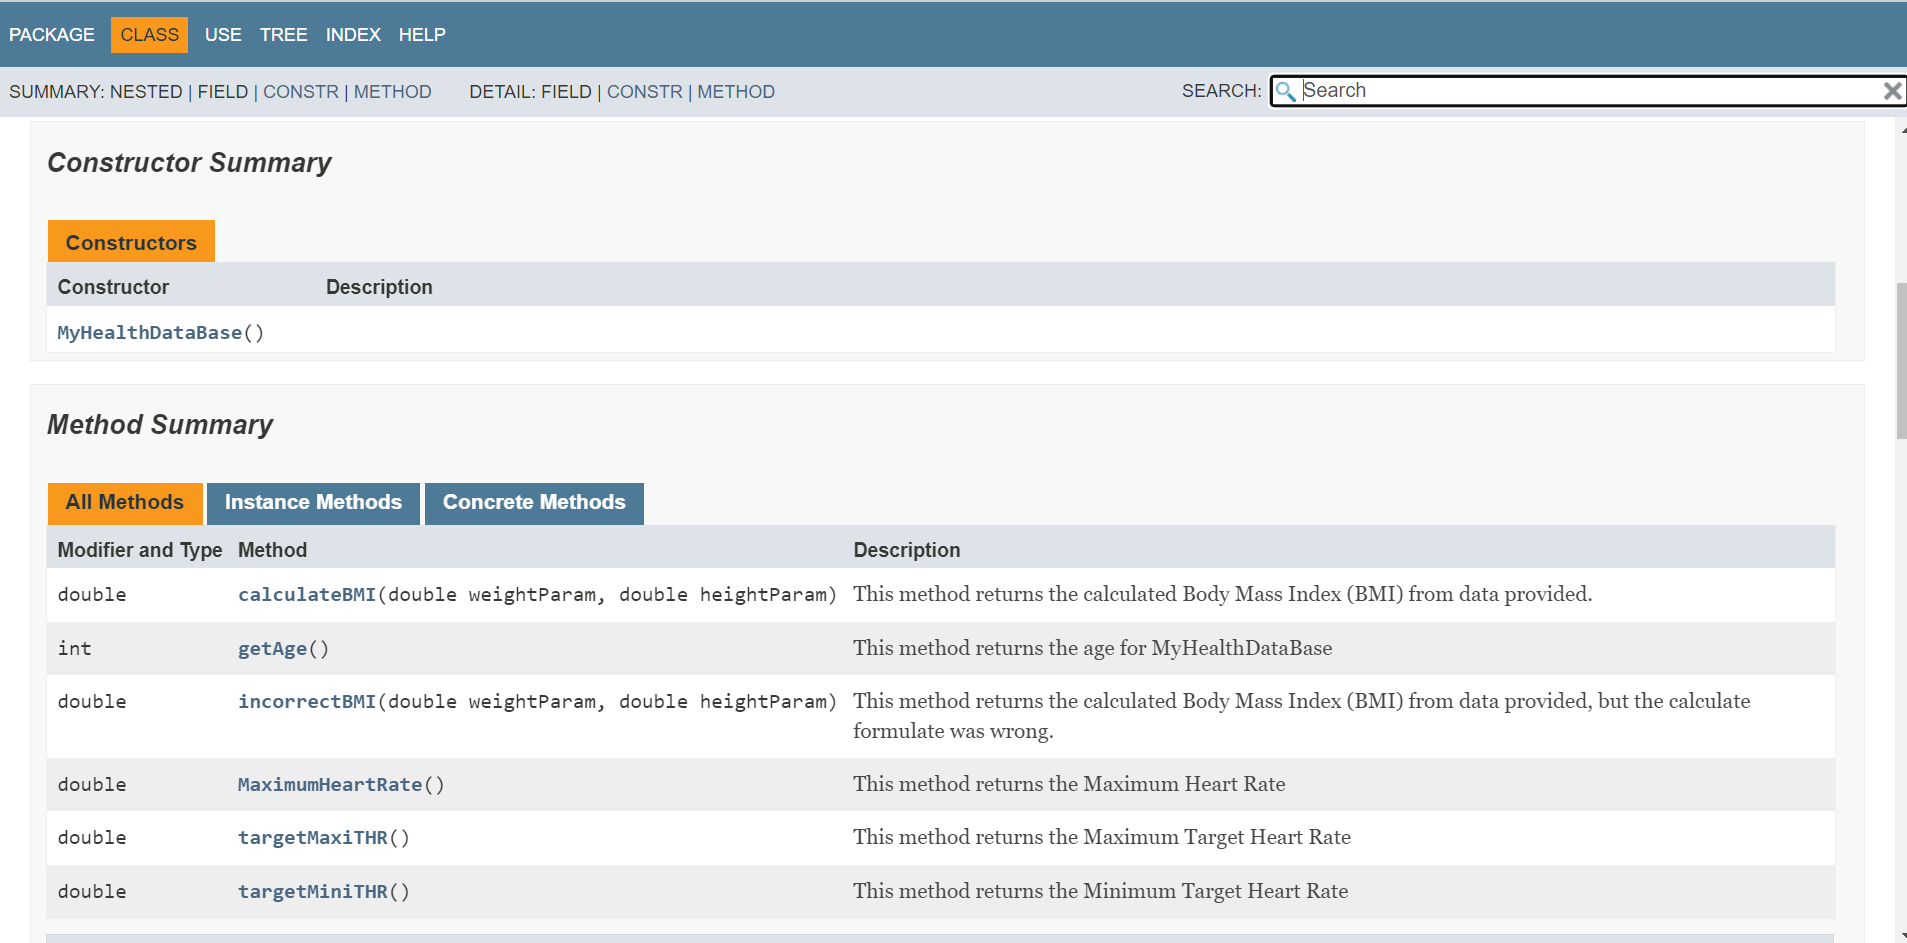 PACKAGE CLASS USE TREE INDEX HELP
SUMMARY: NESTED | FIELD | CONSTR | METHOD DETAIL: FIELD | CONSTR | METHOD SEARCH: Search
Constructor Summary
Constructors
Constructor Description
MyHealthDataBase()
Method Summary
All Methods Instance Methods Concrete Methods
Modifier and Type Method Description
double calculateBMI(double weightParam, double heightParam) This method returns the calculated Body Mass Index (BMI) from data provided.
int getAge() This method returns the age for MyHealthDataBase
double incorrectBMI(double weightParam, double heightParam) This method returns the calculated Body Mass Index (BMI) from data provided, but the calculate
formulate was wrong.
double MaximumHeartRate() This method returns the Maximum Heart Rate
double targetMaxiTHR() This method returns the Maximum Target Heart Rate
double targetMiniTHR() This method returns the Minimum Target Heart Rate